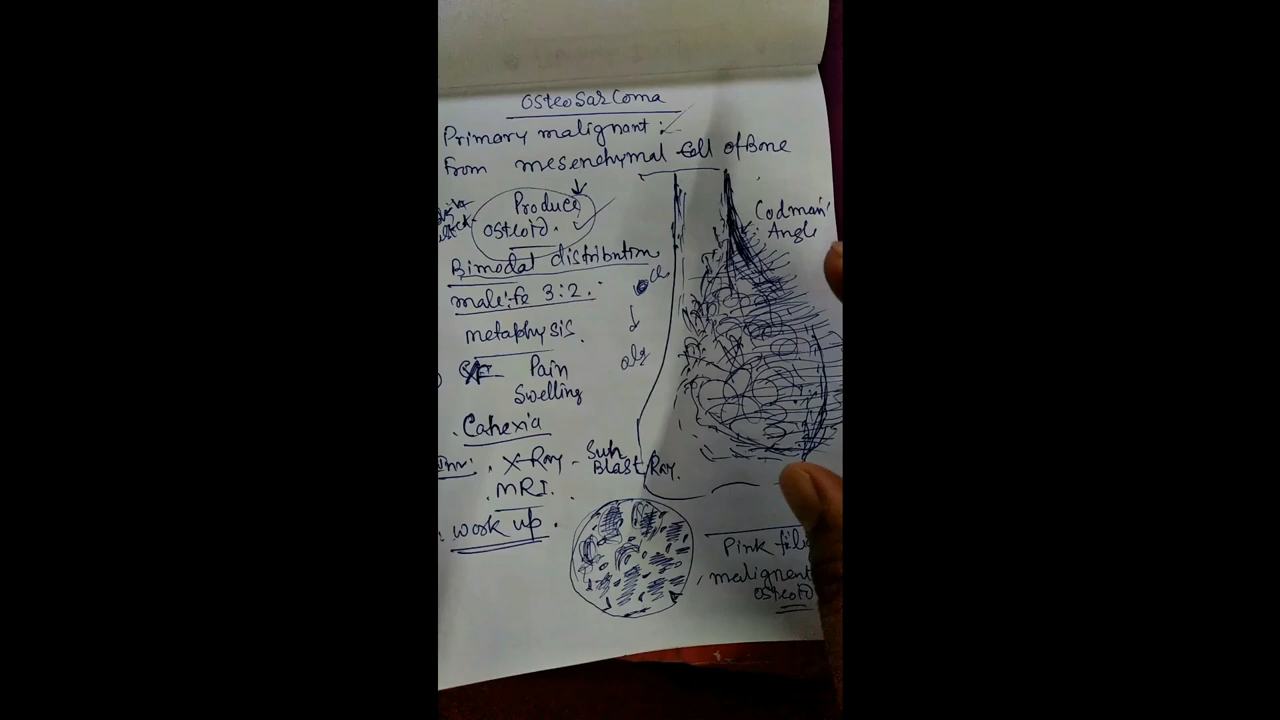 OsteoSarComa
Primary malignant :
From mesenchymal Cell of Bone
Produce
osteoid.
Codman'
Angle
Bimodal distribution
male:fe 3:2.
metaphysis.
Pain
Swelling
Cahexia
X-Ray - Sun
Blast Ray.
MRI.
work up.
Pink
malignent
osteoid